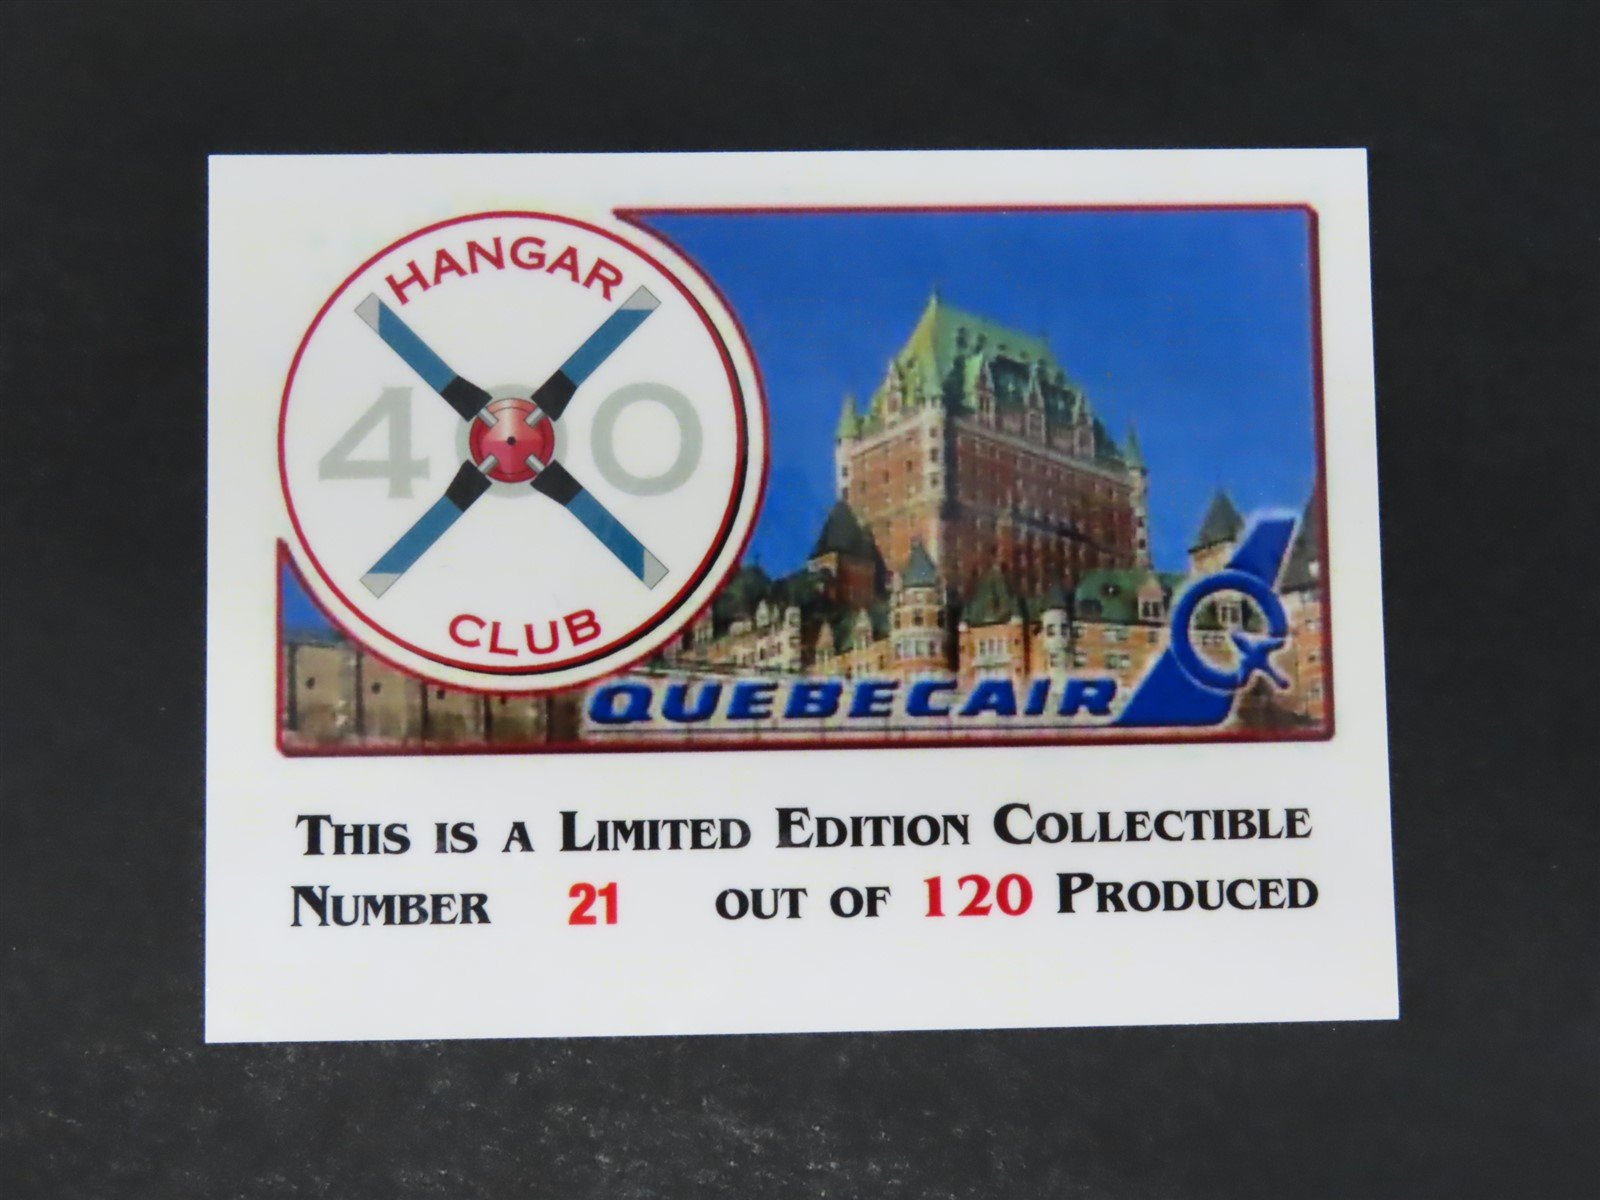 HANGAR
400
CLUB
QUEBECAIR
THIS IS A LIMITED EDITION COLLECTIBLE
NUMBER 21 OUT OF 120 PRODUCED